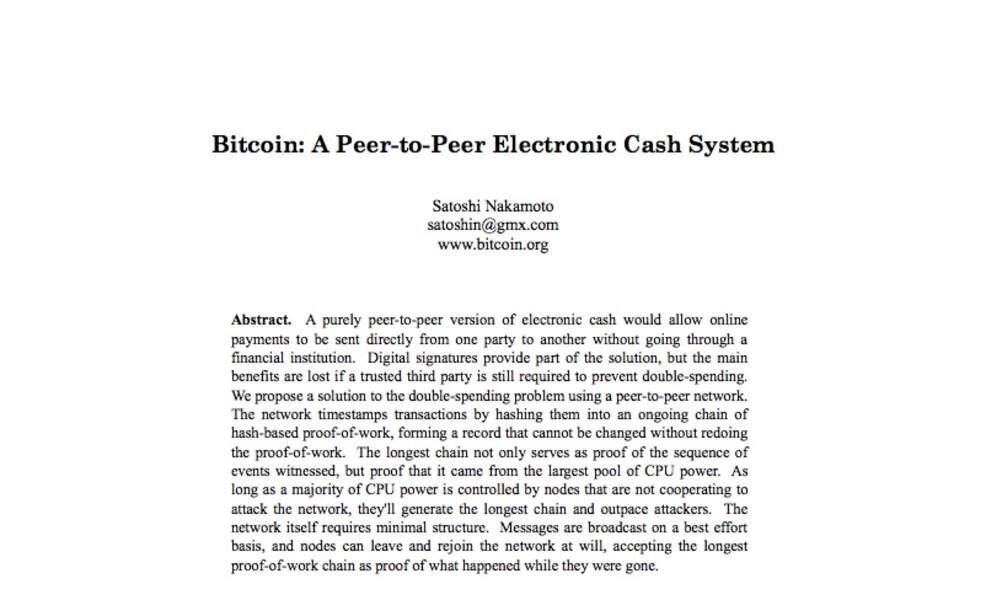 Bitcoin: A Peer-to-Peer Electronic Cash System
Satoshi Nakamoto
satoshin@gmx.com
www.bitcoin.org
Abstract. A purely peer-to-peer version of electronic cash would allow online
payments to be sent directly from one party to another without going through a
financial institution. Digital signatures provide part of the solution, but the main
benefits are lost if a trusted third party is still required to prevent double-spending.
We propose a solution to the double-spending problem using a peer-to-peer network.
The network timestamps transactions by hashing them into an ongoing chain of
hash-based proof-of-work, forming a record that cannot be changed without redoing
the proof-of-work. The longest chain not only serves as proof of the sequence of
events witnessed, but proof that it came from the largest pool of CPU power. As
long as a majority of CPU power is controlled by nodes that are not cooperating to
attack the network, they'll generate the longest chain and outpace attackers. The
network itself requires minimal structure. Messages are broadcast on a best effort
basis, and nodes can leave and rejoin the network at will, accepting the longest
proof-of-work chain as proof of what happened while they were gone.